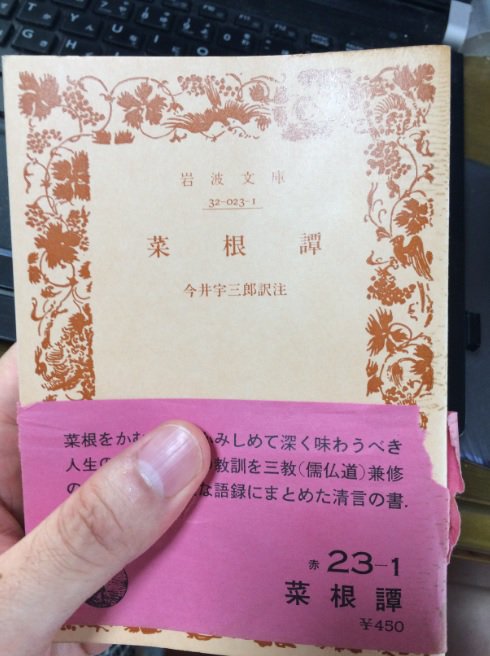 岩波文庫
32-023-1
菜根譚
今井宇三郎訳注
菜根をか みしめて深く味わうべき
人生の 教訓を三教(儒仏道)兼修
の な語録にまとめた清言の書.
赤 23-1
菜根譚
¥450